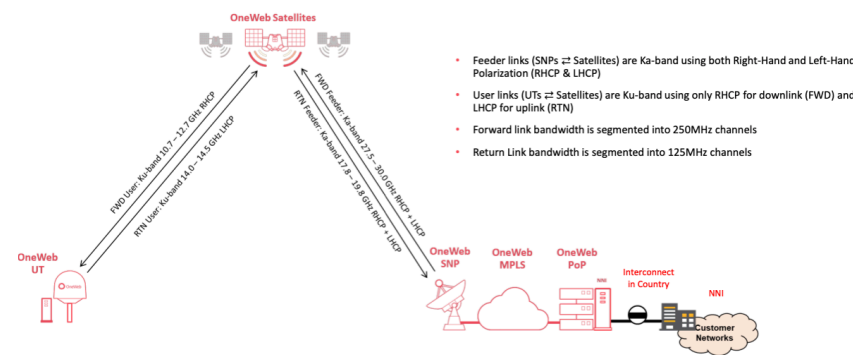 OneWeb Satellites
• Feeder links (SNPs ⇄ Satellites) are Ka-band using both Right-Hand and Left-Hand
Polarization (RHCP & LHCP)
• User links (UTs ⇄ Satellites) are Ku-band using only RHCP for downlink (FWD) and
LHCP for uplink (RTN)
• Forward link bandwidth is segmented into 250MHz channels
• Return Link bandwidth is segmented into 125MHz channels
FWD User: Ku-band 10.7 – 12.7 GHz RHCP
RTN User: Ku-band 14.0 – 14.5 GHz LHCP
FWD Feeder: Ka-band 27.5 – 30.0 GHz RHCP + LHCP
RTN Feeder: Ka-band 17.8 – 19.8 GHz RHCP + LHCP
OneWeb
UT
OneWeb
OneWeb
SNP
OneWeb
MPLS
OneWeb
PoP
NNI
Interconnect
in Country
NNI
Customer
Networks